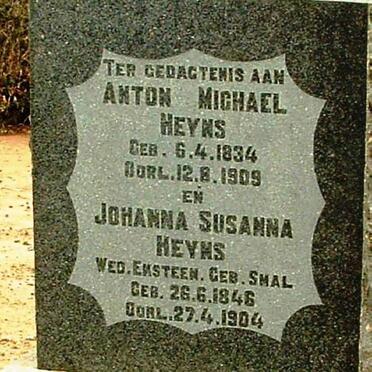 TER GEDAGTENIS AAN
ANTON MICHAEL
HEYNS
GEB. 6.4.1834
OORL. 12.8.1909
EN
JOHANNA SUSANNA
HEYNS
WED. EKSTEEN. GEB. SMAL
GEB. 26.6.1846
OORL. 27.4.1904